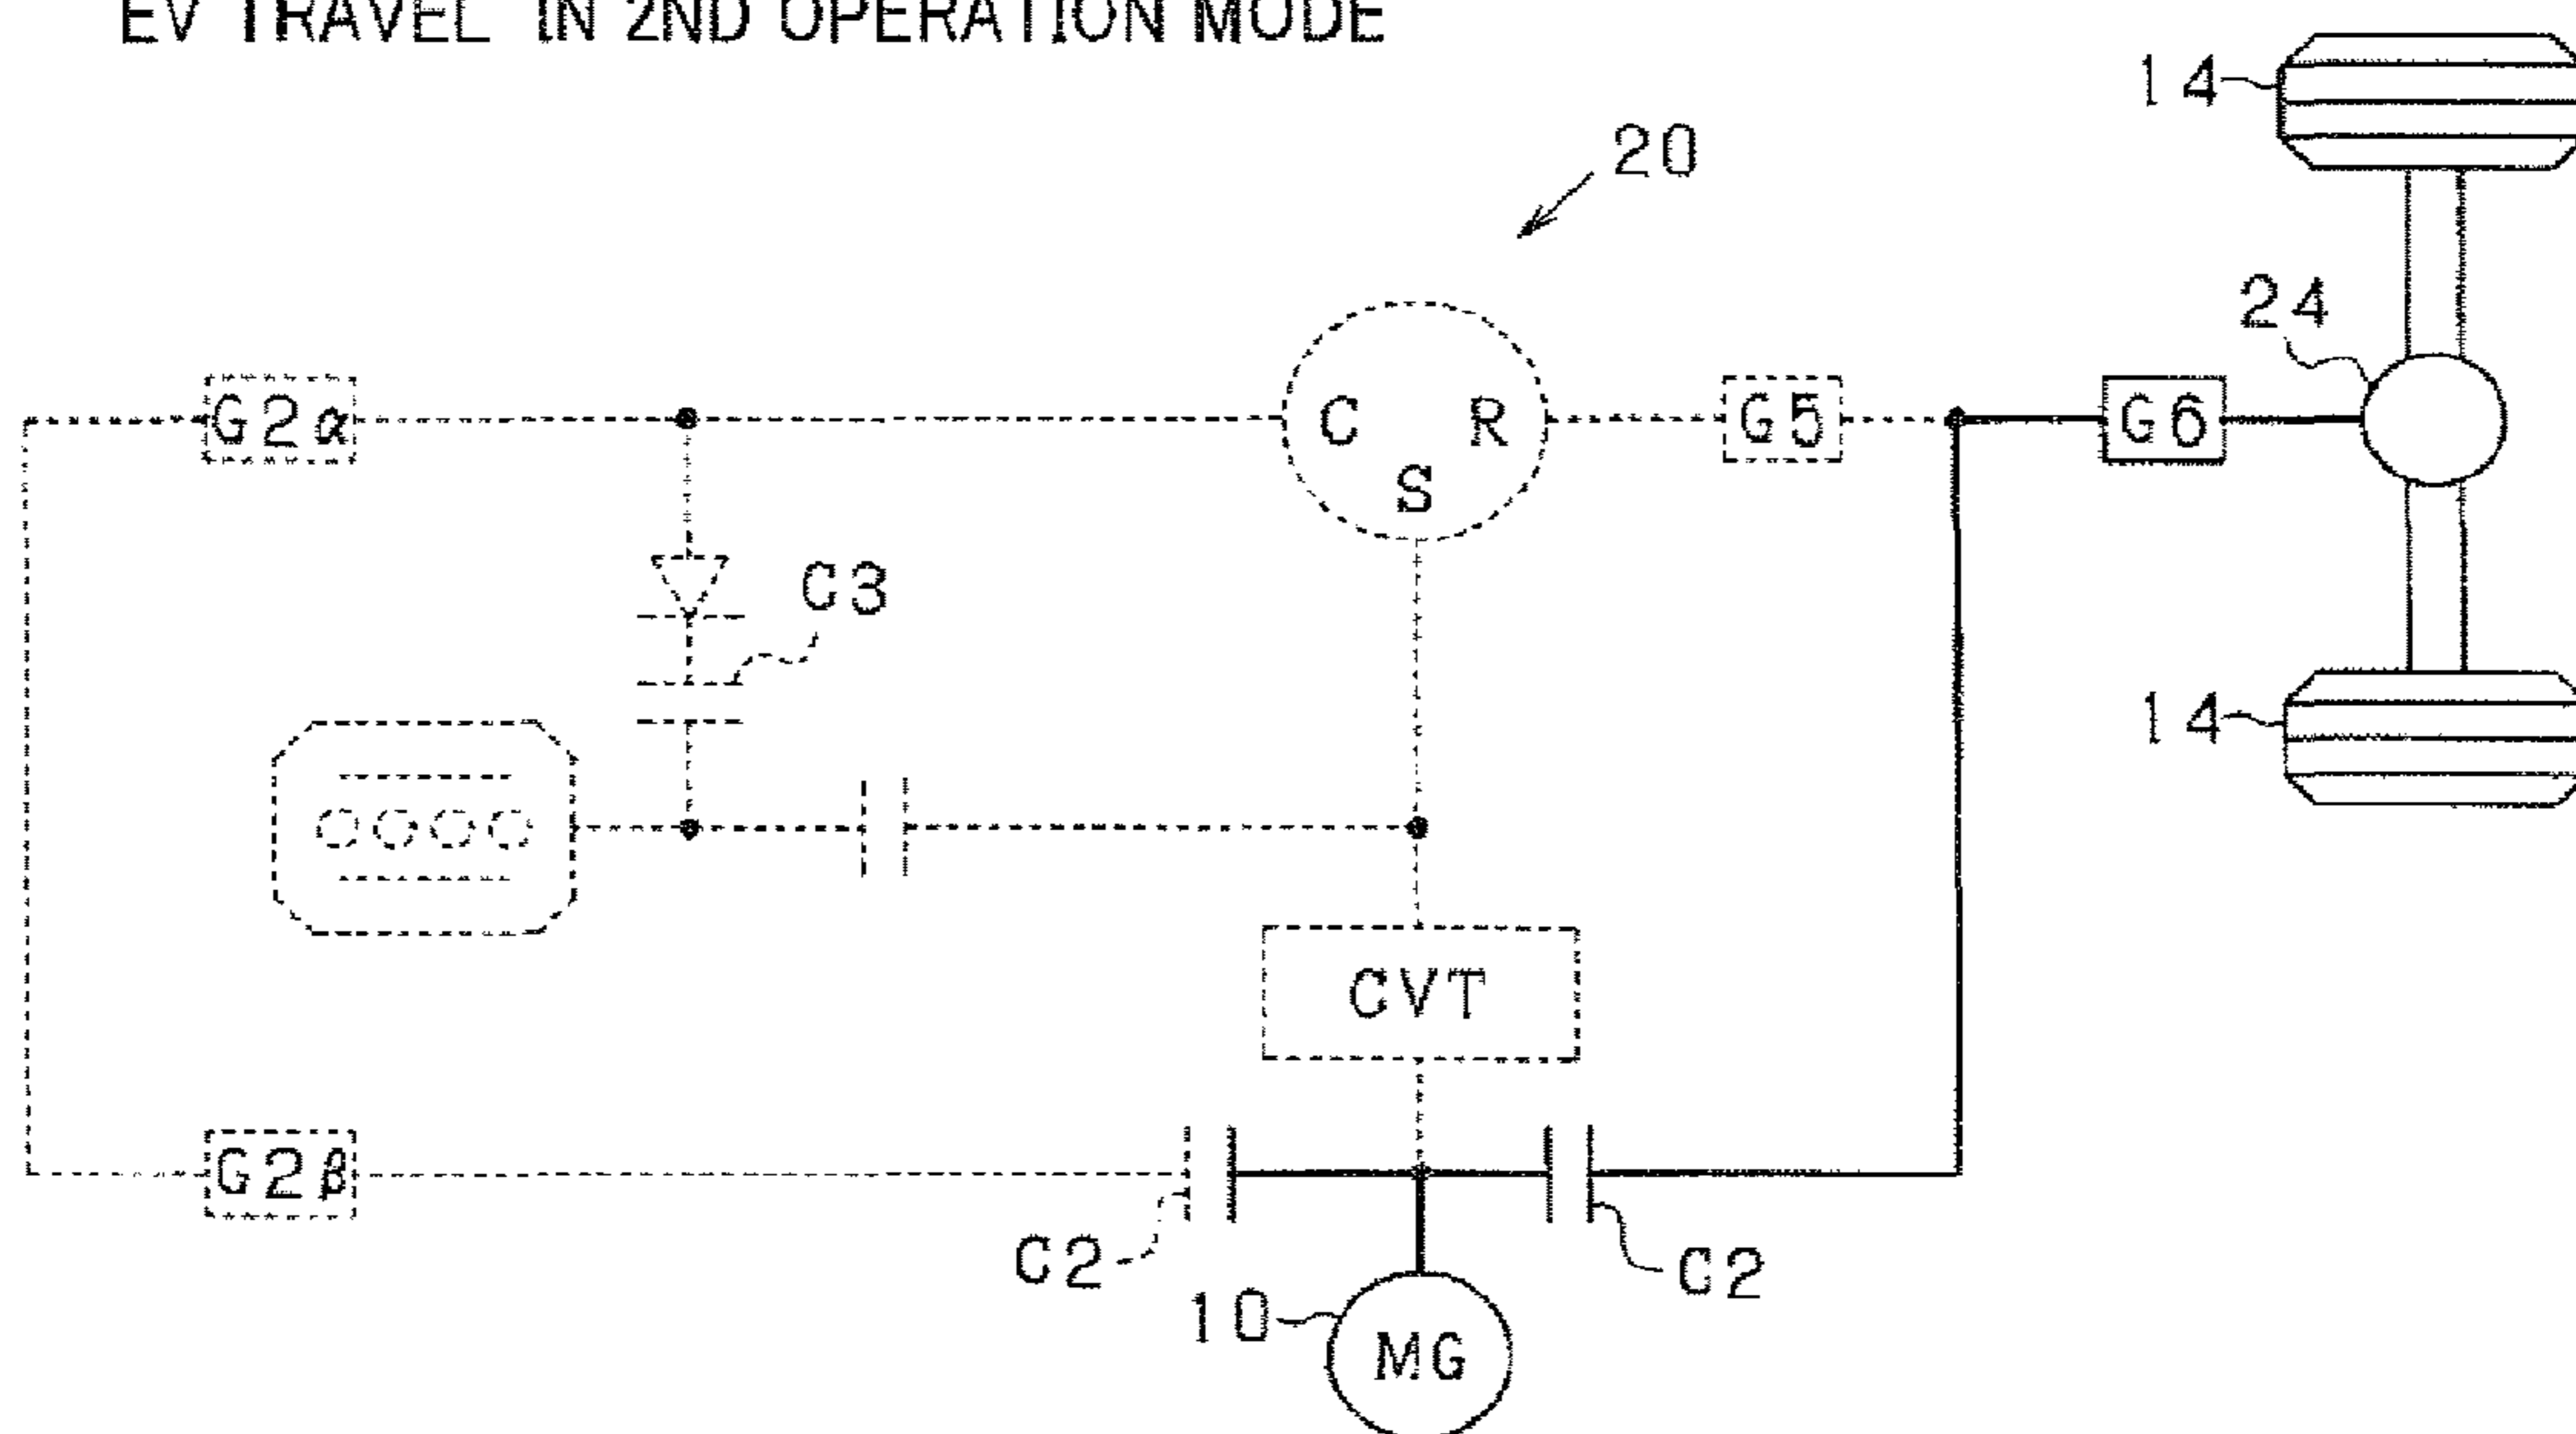 EV TRAVEL IN 2ND OPERATION MODE
14
20
24
G2α
C
R
S
G5
G6
C3
14
CVT
G2β
C2
C2
10
MG